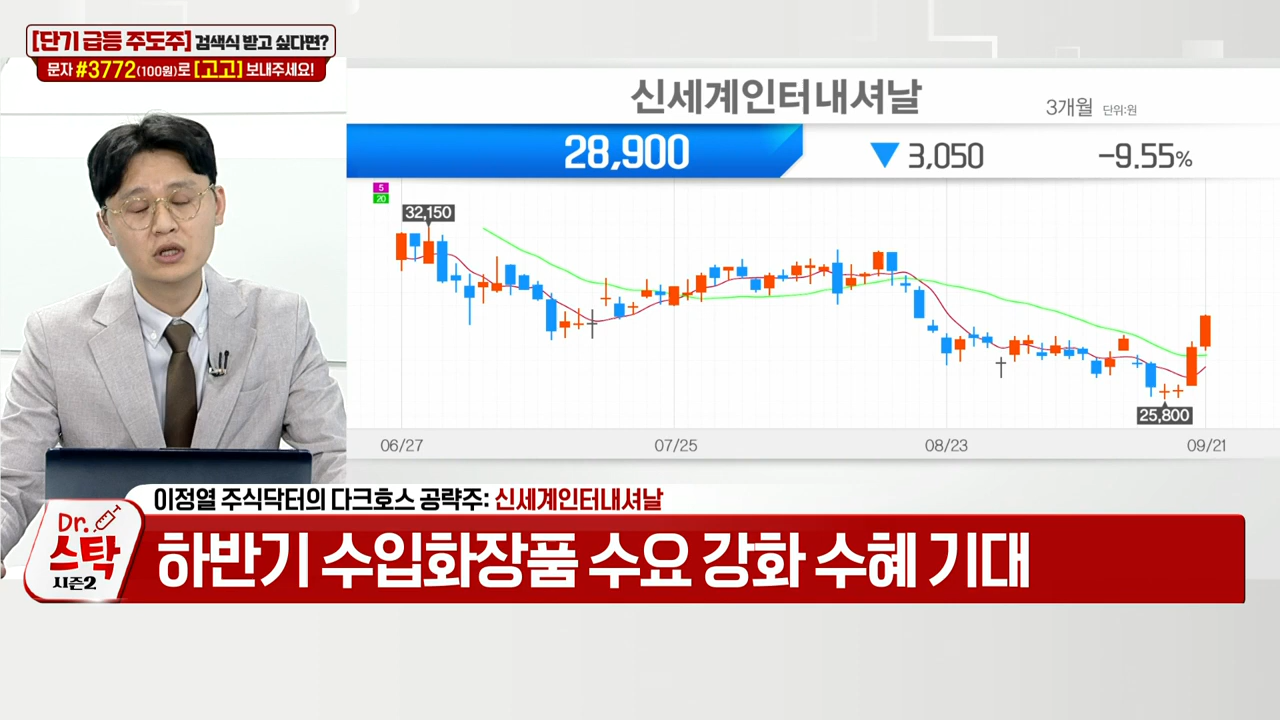 [단기 급등 주도주] 검색식 받고 싶다면?
문자 #3772(100원)로 [고고] 보내주세요!
신세계인터내셔날
3개월 단위:원
28,900 ▼ 3,050 -9.55%
5
20
32,150
25,800
06/27 07/25 08/23 09/21
이정열 주식닥터의 다크호스 공략주: 신세계인터내셔날
Dr.
스탁
시즌2
하반기 수입화장품 수요 강화 수혜 기대